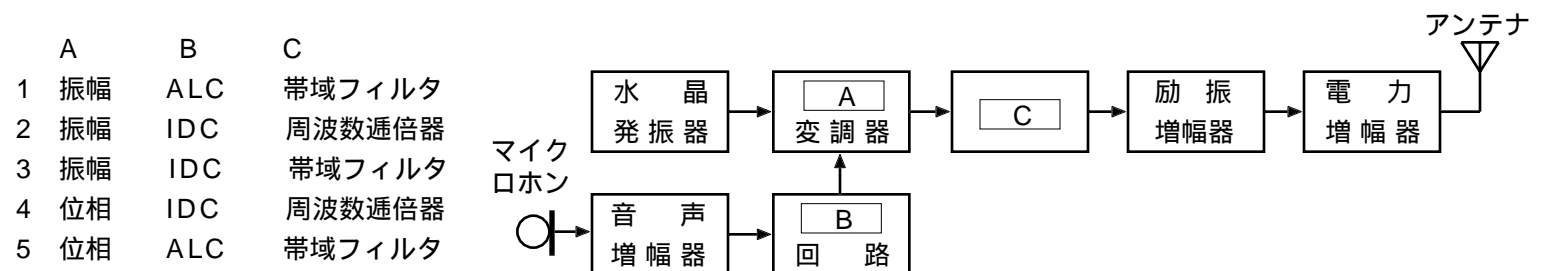 A B C
1 振幅 ALC 帯域フィルタ
2 振幅 IDC 周波数逓倍器
3 振幅 IDC 帯域フィルタ
4 位相 IDC 周波数逓倍器
5 位相 ALC 帯域フィルタ
アンテナ
水晶
発振器
A
変調器
C
励振
増幅器
電力
増幅器
マイク
ロホン
音声
増幅器
B
回路